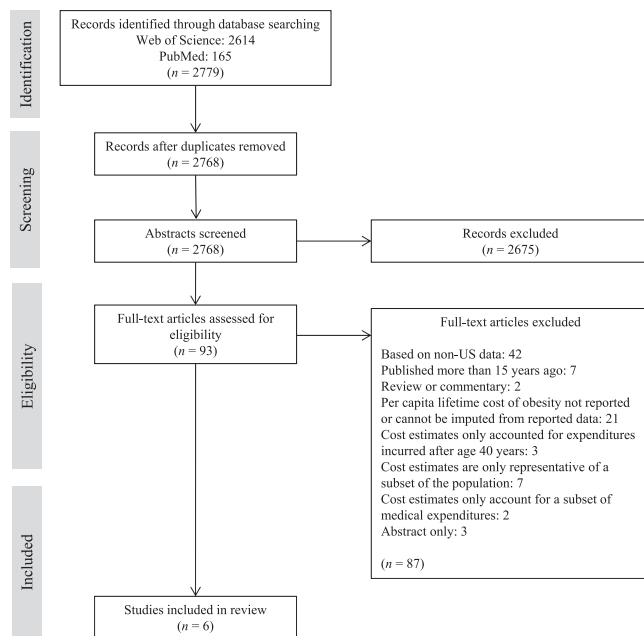 Identification
Records identified through database searching
Web of Science: 2614
PubMed: 165
(n = 2779)
Screening
Records after duplicates removed
(n = 2768)
Abstracts screened
(n = 2768)
Records excluded
(n = 2675)
Eligibility
Full-text articles assessed for
eligibility
(n = 93)
Full-text articles excluded
Based on non-US data: 42
Published more than 15 years ago: 7
Review or commentary: 2
Per capita lifetime cost of obesity not reported
or cannot be imputed from reported data: 21
Cost estimates only accounted for expenditures
incurred after age 40 years: 3
Cost estimates are only representative of a
subset of the population: 7
Cost estimates only account for a subset of
medical expenditures: 2
Abstract only: 3
(n = 87)
Included
Studies included in review
(n = 6)